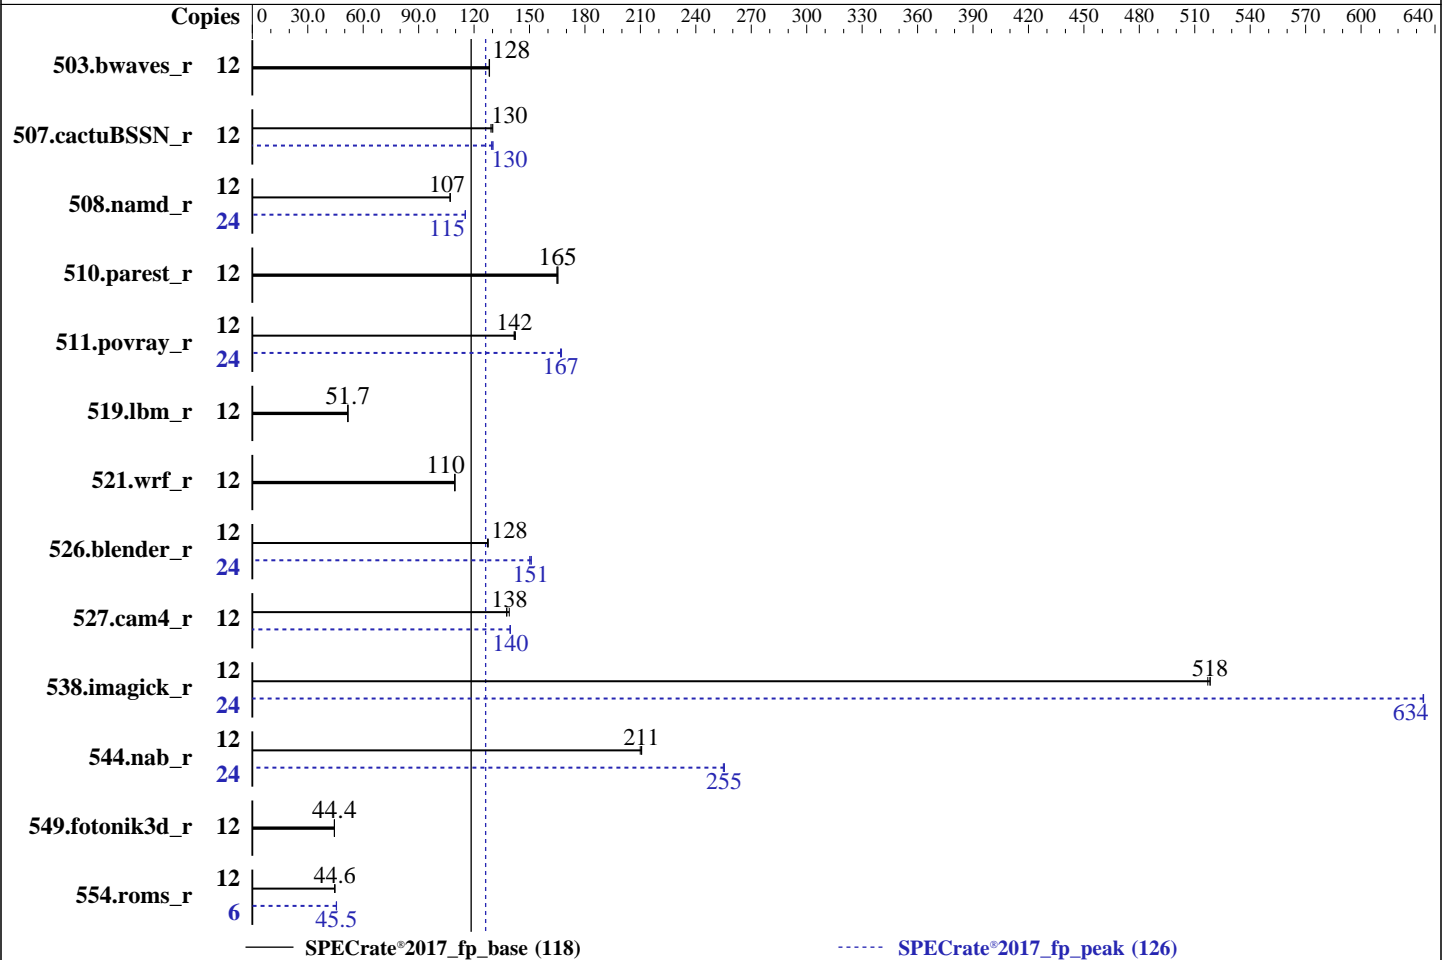 Copies 0 30.0 60.0 90.0 120 150 180 210 240 270 300 330 360 390 420 450 480 510 540 570 600 640
503.bwaves_r 12 128
507.cactuBSSN_r 12 130
130
508.namd_r 12 107
24 115
510.parest_r 12 165
511.povray_r 12 142
24 167
519.lbm_r 12 51.7
521.wrf_r 12 110
526.blender_r 12 128
24 151
527.cam4_r 12 138
140
538.imagick_r 12 518
24 634
544.nab_r 12 211
24 255
549.fotonik3d_r 12 44.4
554.roms_r 12 44.6
6 45.5
SPECrate®2017_fp_base (118) SPECrate®2017_fp_peak (126)